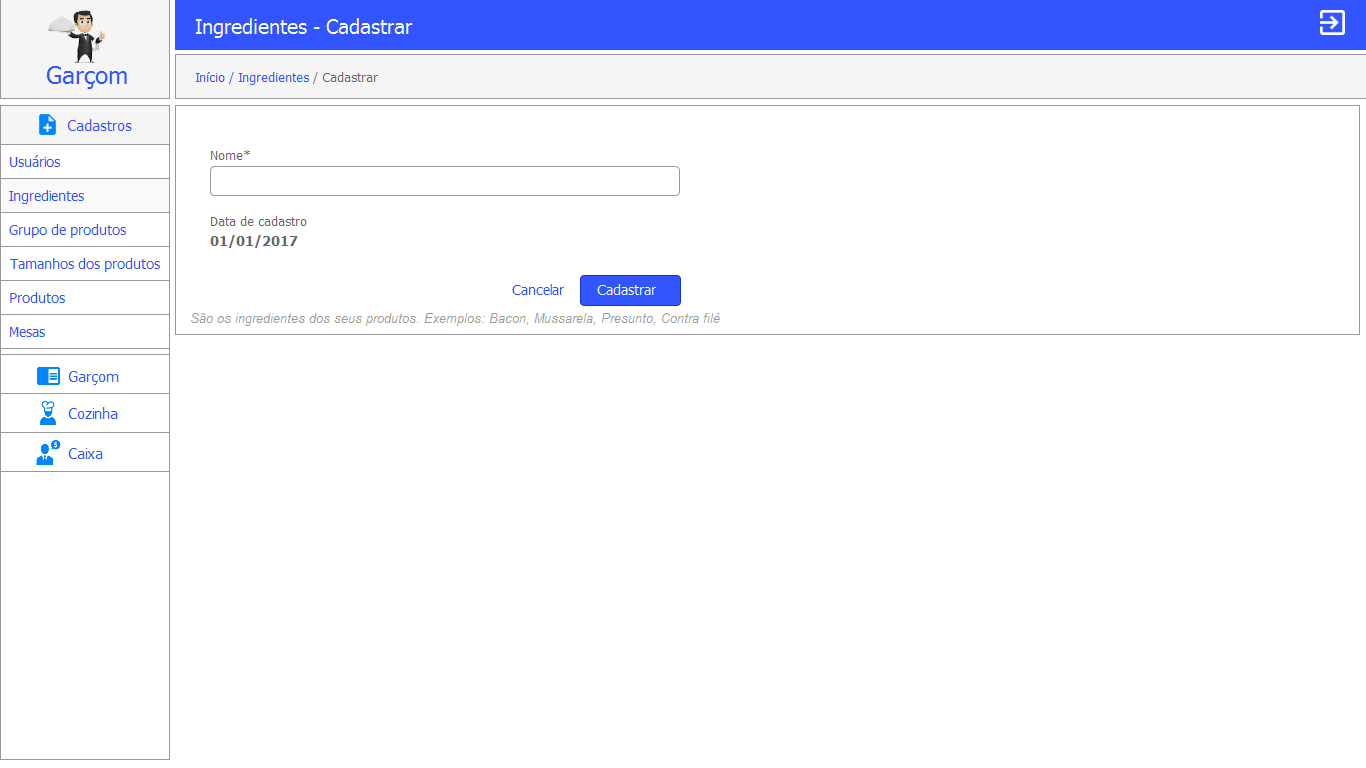 Garçom
Ingredientes - Cadastrar
Início / Ingredientes / Cadastrar
Cadastros
Usuários
Ingredientes
Grupo de produtos
Tamanhos dos produtos
Produtos
Mesas
Garçom
Cozinha
Caixa
Nome*
Data de cadastro
01/01/2017
Cancelar
Cadastrar
São os ingredientes dos seus produtos. Exemplos: Bacon, Mussarela, Presunto, Contra filé